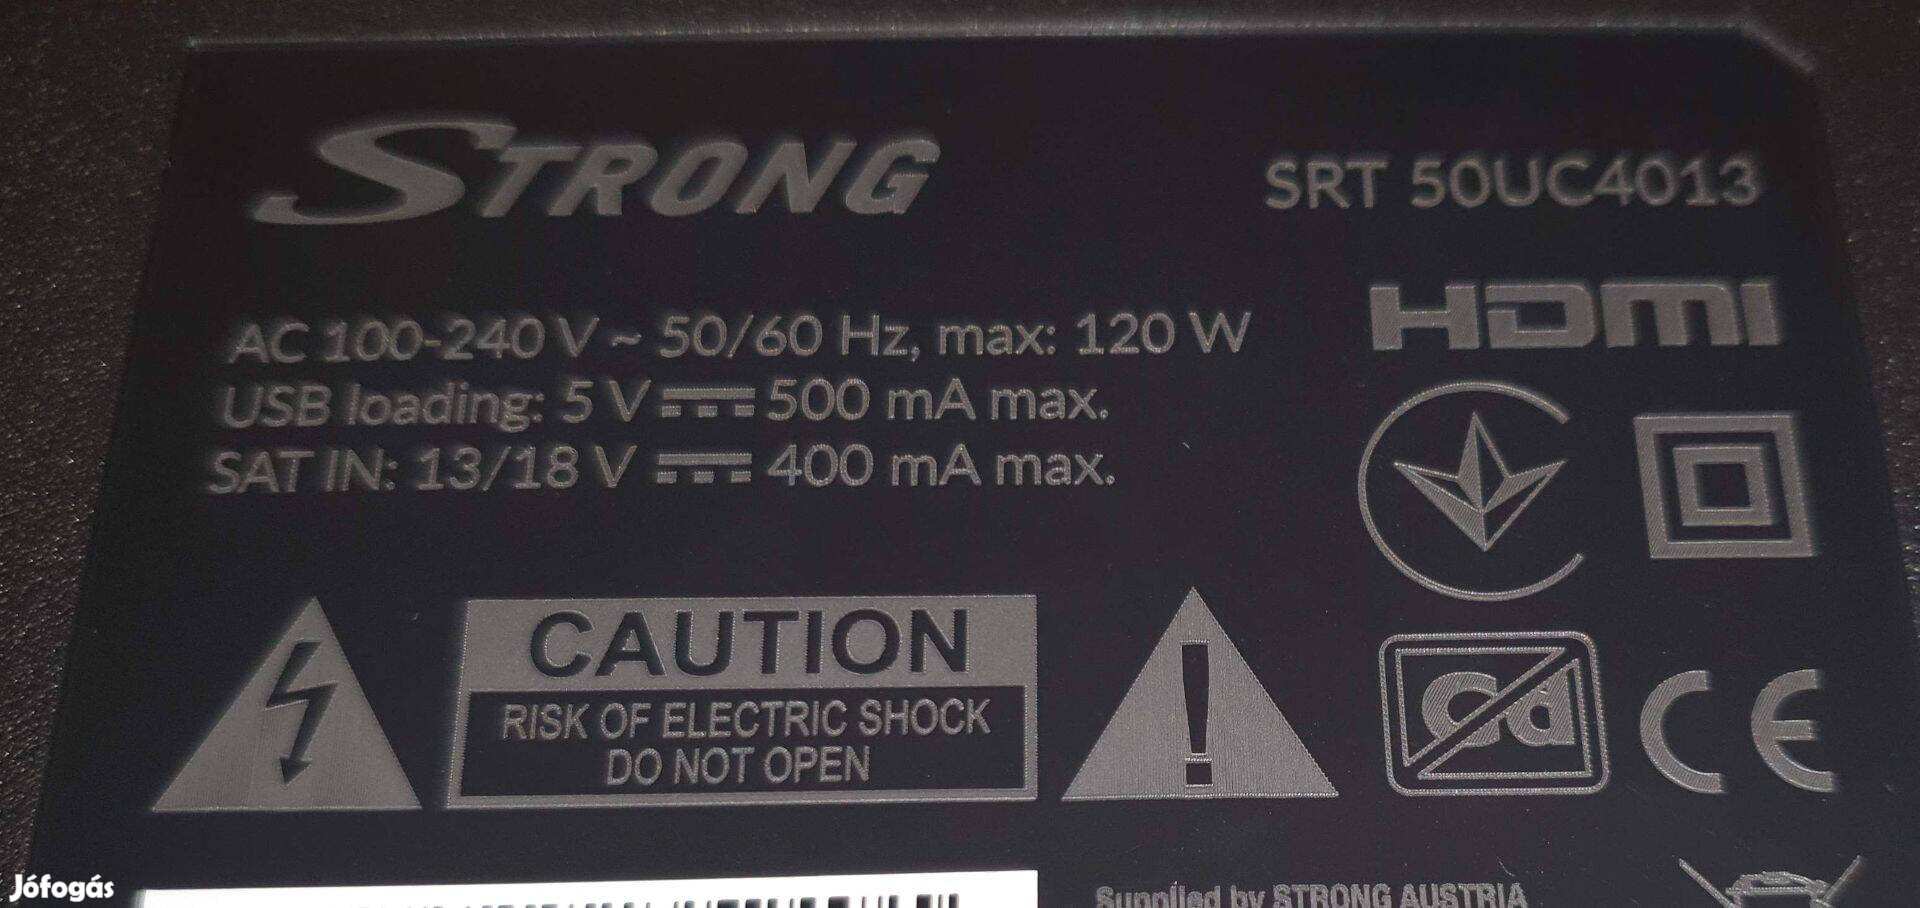 STRONG
SRT 50UC4013
HDMI
AC 100-240 V ~ 50/60 Hz, max: 120 W
USB loading: 5 V ⎓ 500 mA max.
SAT IN: 13/18 V ⎓ 400 mA max.
CAUTION
RISK OF ELECTRIC SHOCK
DO NOT OPEN
CE
Supplied by STRONG AUSTRIA
Jófogás